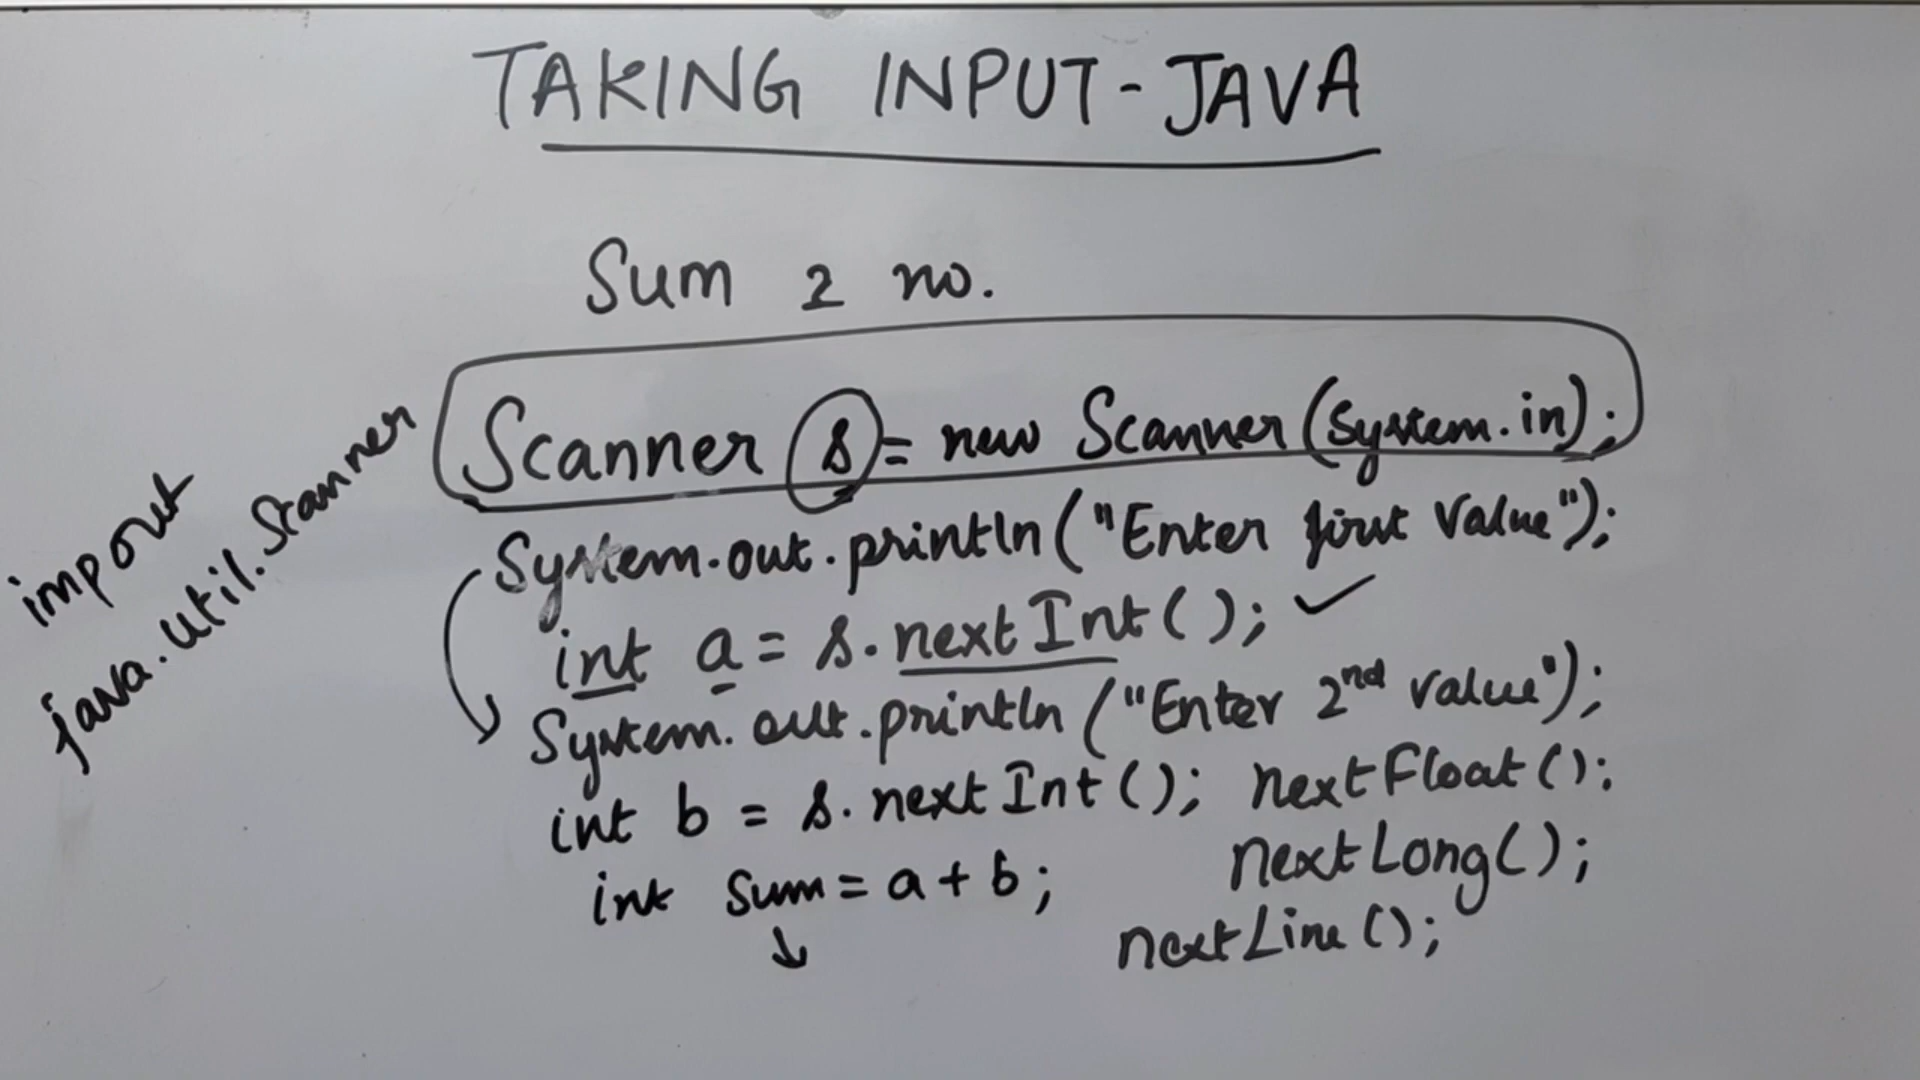 TAKING INPUT-JAVA
Sum 2 no.
import
java.util.Scanner
Scanner s = new Scanner(System.in);
System.out.println("Enter first value");
int a = s.nextInt(); ✓
System.out.println("Enter 2nd value");
int b = s.nextInt(); nextFloat();
int sum = a + b; nextLong();
↓ nextLine();